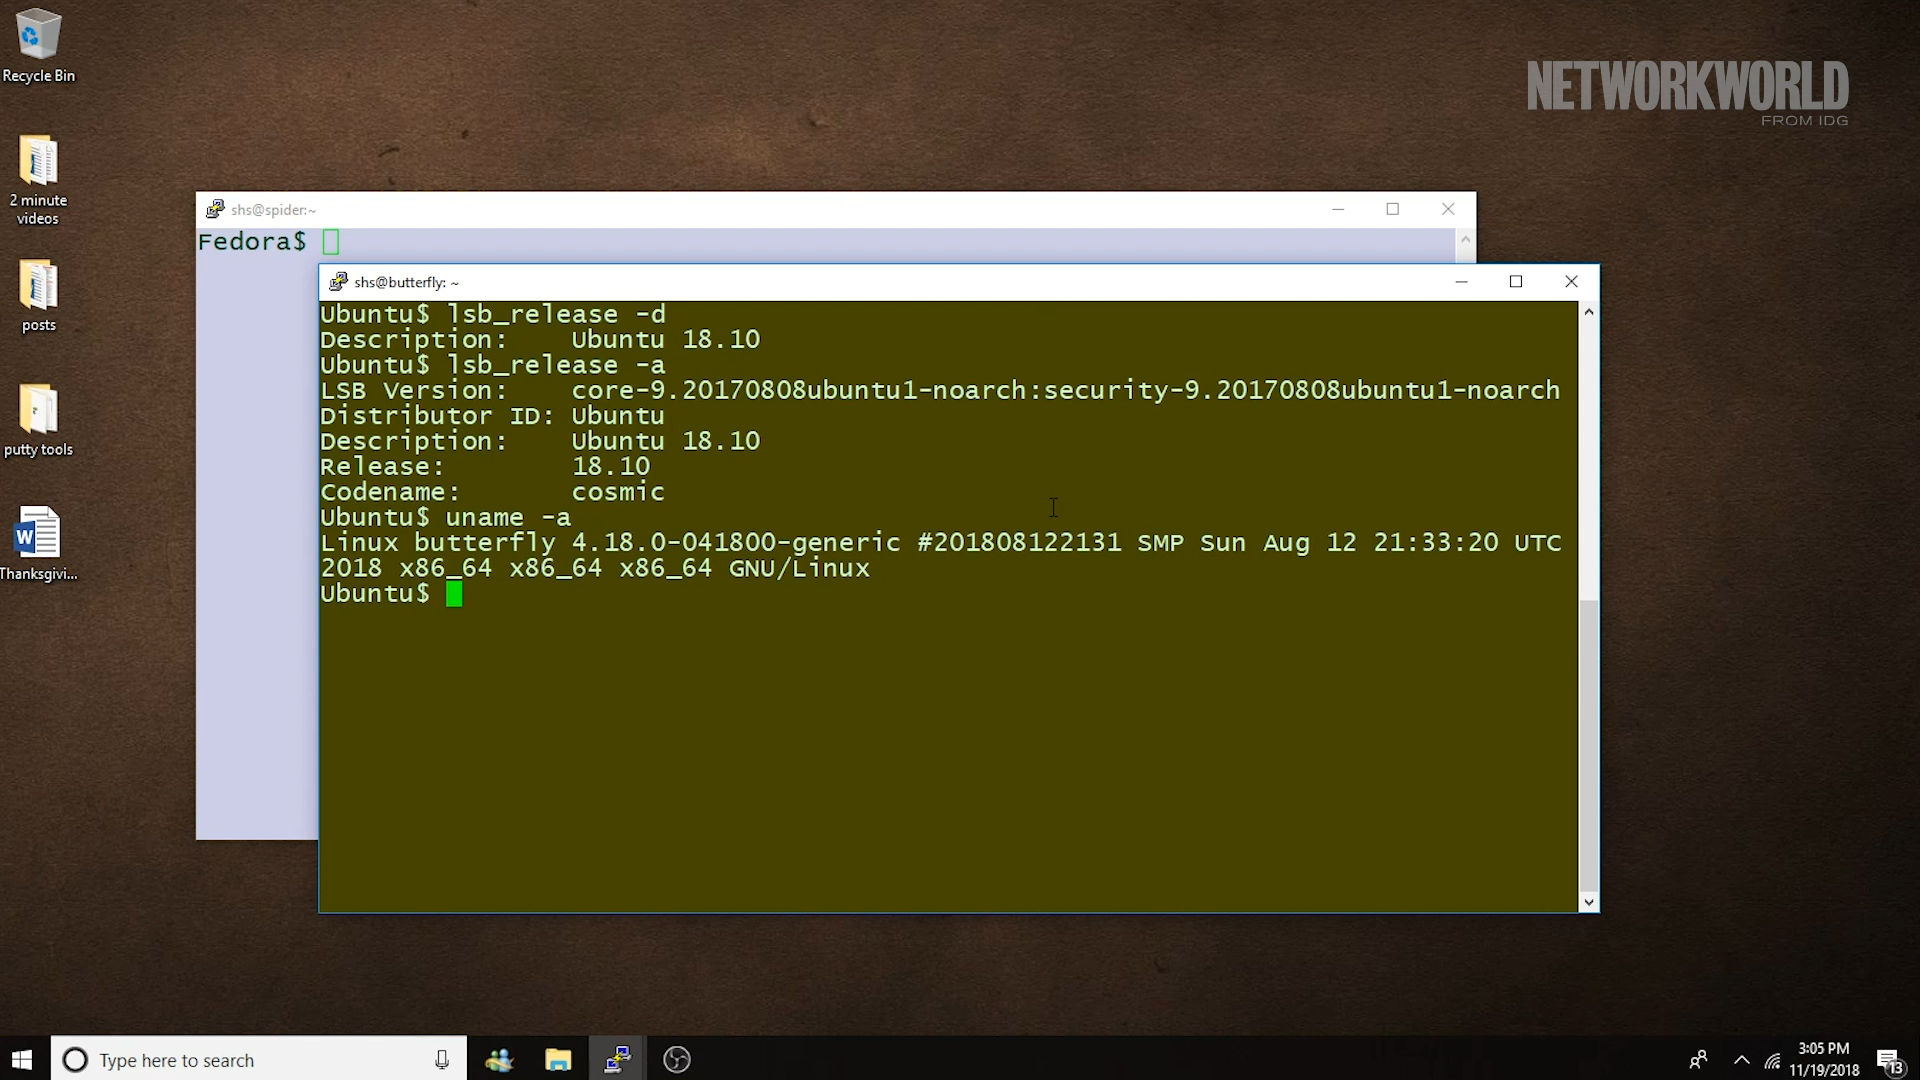 Recycle Bin
2 minute
videos
posts
putty tools
Thanksgivi...
NETWORKWORLD
FROM IDG
shs@spider:~
Fedora$
shs@butterfly: ~
Ubuntu$ lsb_release -d
Description:    Ubuntu 18.10
Ubuntu$ lsb_release -a
LSB Version:    core-9.20170808ubuntu1-noarch:security-9.20170808ubuntu1-noarch
Distributor ID: Ubuntu
Description:    Ubuntu 18.10
Release:        18.10
Codename:       cosmic
Ubuntu$ uname -a
Linux butterfly 4.18.0-041800-generic #201808122131 SMP Sun Aug 12 21:33:20 UTC
2018 x86_64 x86_64 x86_64 GNU/Linux
Ubuntu$
Type here to search
3:05 PM
11/19/2018
13